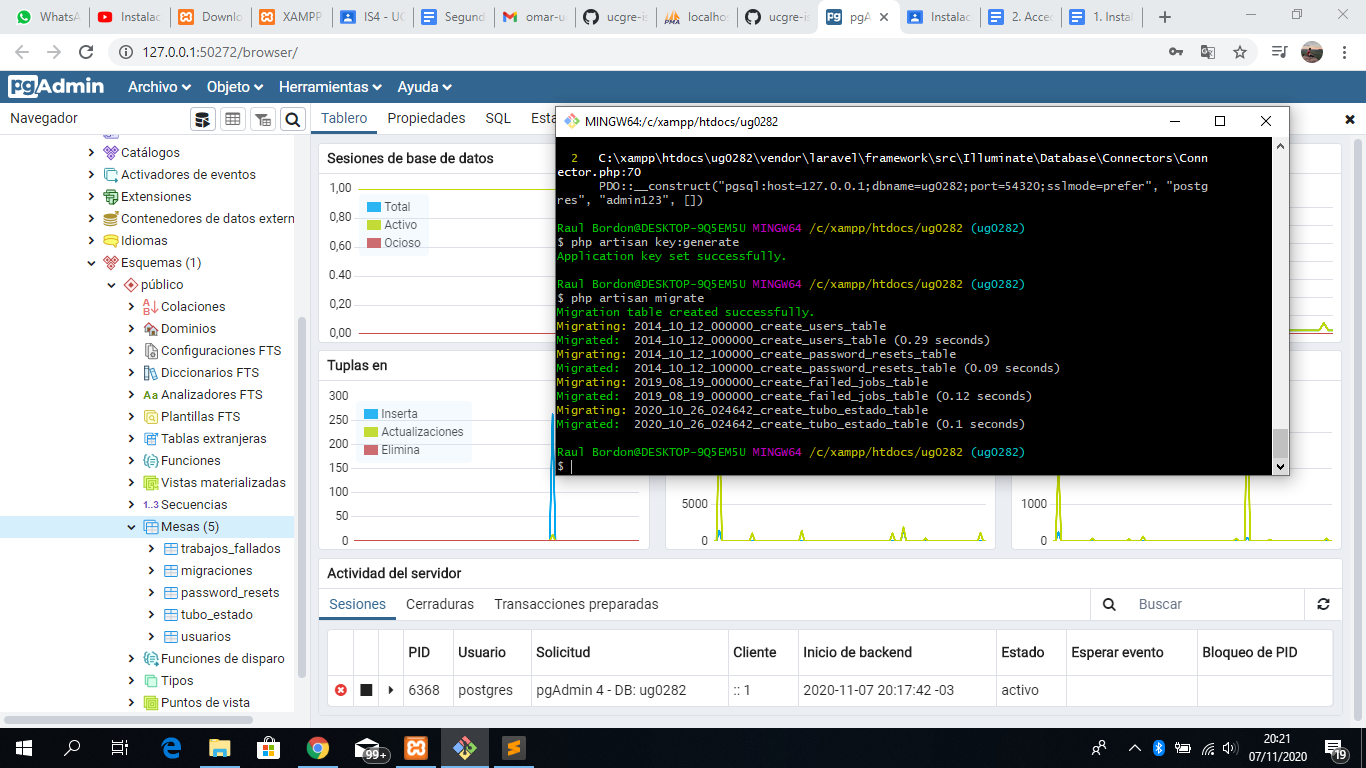 WhatsA
Instalac
Downlo
XAMPP
IS4 - UC
Segund
omar-u
ucgre-is
localhos
ucgre-is
pgA
Instalac
2. Acce
1. Instal
127.0.0.1:50272/browser/
pgAdmin
Archivo
Objeto
Herramientas
Ayuda
Navegador
Tablero
Propiedades
SQL
Esta
Catálogos
Activadores de eventos
Extensiones
Contenedores de datos extern
Idiomas
Esquemas (1)
público
Colaciones
Dominios
Configuraciones FTS
Diccionarios FTS
Analizadores FTS
Plantillas FTS
Tablas extranjeras
Funciones
Vistas materializadas
Secuencias
Mesas (5)
trabajos_fallados
migraciones
password_resets
tubo_estado
usuarios
Funciones de disparo
Tipos
Puntos de vista
Sesiones de base de datos
1,00
0,80
0,60
0.40
0,20
0,00
Total
Activo
Ocioso
Tuplas en
300
250
200
150
100
50
0
Inserta
Actualizaciones
Elimina
5000
0
1000
0
MINGW64:/c/xampp/htdocs/ug0282
2   C:\xampp\htdocs\ug0282\vendor\laravel\framework\src\Illuminate\Database\Connectors\Conn
ector.php:70
PDO::__construct("pgsql:host=127.0.0.1;dbname=ug0282;port=54320;sslmode=prefer", "postg
res", "admin123", [])
Raul Bordon@DESKTOP-9Q5EM5U MINGW64 /c/xampp/htdocs/ug0282 (ug0282)
$ php artisan key:generate
Application key set successfully.
Raul Bordon@DESKTOP-9Q5EM5U MINGW64 /c/xampp/htdocs/ug0282 (ug0282)
$ php artisan migrate
Migration table created successfully.
Migrating: 2014_10_12_000000_create_users_table
Migrated:  2014_10_12_000000_create_users_table (0.29 seconds)
Migrating: 2014_10_12_100000_create_password_resets_table
Migrated:  2014_10_12_100000_create_password_resets_table (0.09 seconds)
Migrating: 2019_08_19_000000_create_failed_jobs_table
Migrated:  2019_08_19_000000_create_failed_jobs_table (0.12 seconds)
Migrating: 2020_10_26_024642_create_tubo_estado_table
Migrated:  2020_10_26_024642_create_tubo_estado_table (0.1 seconds)
Raul Bordon@DESKTOP-9Q5EM5U MINGW64 /c/xampp/htdocs/ug0282 (ug0282)
$
Actividad del servidor
Sesiones
Cerraduras
Transacciones preparadas
Buscar
PID
Usuario
Solicitud
Cliente
Inicio de backend
Estado
Esperar evento
Bloqueo de PID
6368
postgres
pgAdmin 4 - DB: ug0282
:: 1
2020-11-07 20:17:42 -03
activo
99+
20:21
07/11/2020
19